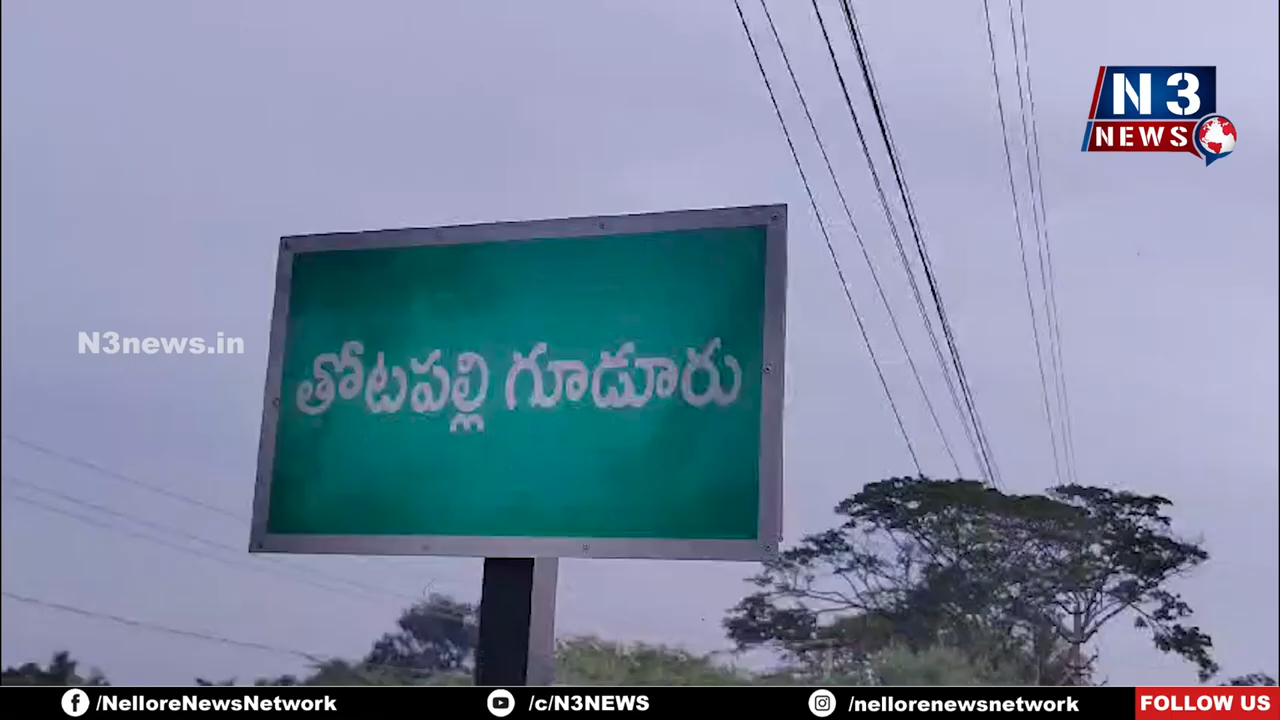 N3
NEWS
N3news.in
తోటపల్లి గూడూరు
/NelloreNewsNetwork
/c/N3NEWS
/nellorenewsnetwork
FOLLOW US